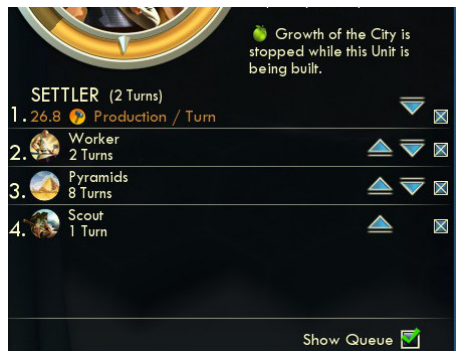 Growth of the City is
stopped while this Unit is
being built.
SETTLER (2 Turns)
1. 26.8 Production / Turn
2. Worker
2 Turns
3. Pyramids
8 Turns
4. Scout
1 Turn
Show Queue